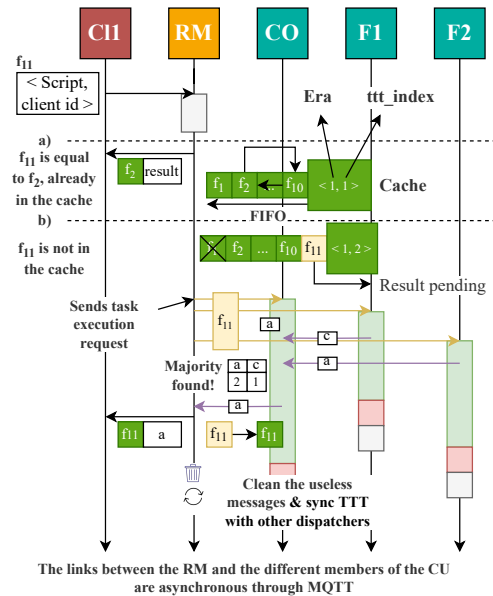 Cl1 RM CO F1 F2
f11
< Script,
client id >
Era ttt_index
a)
f11 is equal
to f2, already
in the cache
f2 result
f1 f2 ... f10 < 1, 1 >
Cache
FIFO
b)
f11 is not in
the cache
f2 ... f10 f11 < 1, 2 >
Result pending
Sends task
execution
request
f11
a
c
a
Majority
found!
a c
2 1
a
f11 a
f11 f11
Clean the useless
messages & sync TTT
with other dispatchers
The links between the RM and the different members of the CU
are asynchronous through MQTT